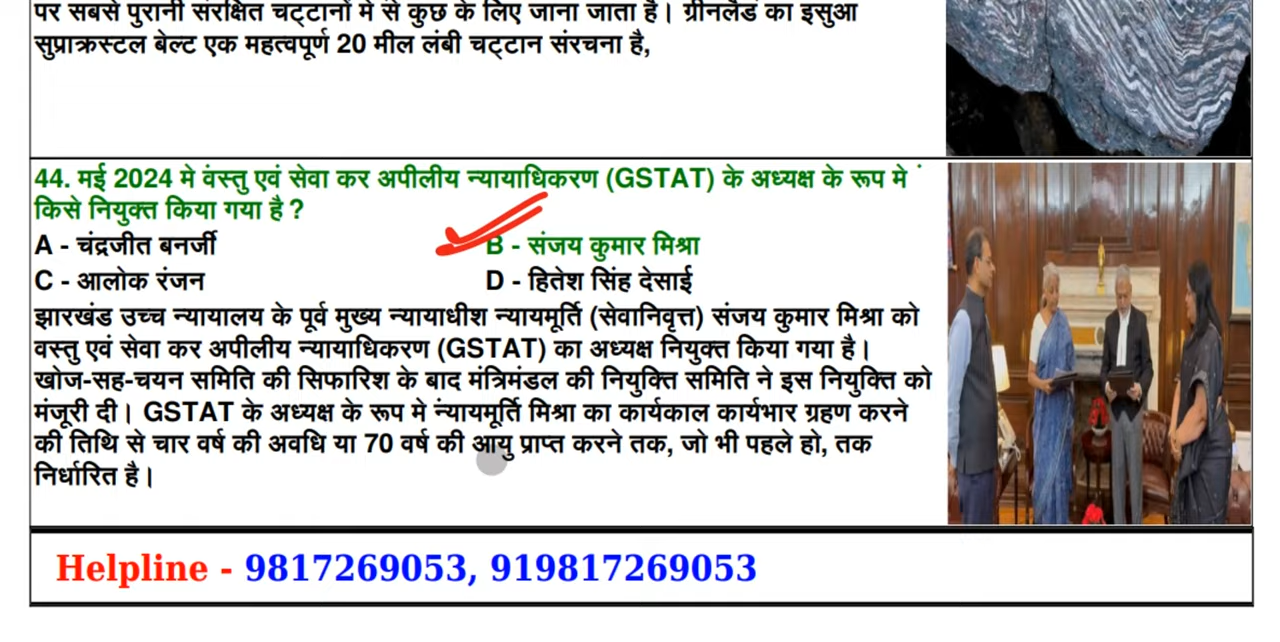 पर सबसे पुरानी संरक्षित चट्टानों मे से कुछ के लिए जाना जाता है। ग्रीनलैंड का इसुआ
सुप्राक्रस्टल बेल्ट एक महत्वपूर्ण 20 मील लंबी चट्टान संरचना है,
44. मई 2024 मे वंस्तु एवं सेवा कर अपीलीय न्यायाधिकरण (GSTAT) के अध्यक्ष के रूप मे ं
किसे नियुक्त किया गया है ?
A - चंद्रजीत बनर्जी
B - संजय कुमार मिश्रा
C - आलोक रंजन
D - हितेश सिंह देसाई
झारखंड उच्च न्यायालय के पूर्व मुख्य न्यायाधीश न्यायमूर्ति (सेवानिवृत्त) संजय कुमार मिश्रा को
वस्तु एवं सेवा कर अपीलीय न्यायाधिकरण (GSTAT) का अध्यक्ष नियुक्त किया गया है।
खोज-सह-चयन समिति की सिफारिश के बाद मंत्रिमंडल की नियुक्ति समिति ने इस नियुक्ति को
मंजूरी दी। GSTAT के अध्यक्ष के रूप मे ंन्यायमूर्ति मिश्रा का कार्यकाल कार्यभार ग्रहण करने
की तिथि से चार वर्ष की अवधि या 70 वर्ष की आयु प्राप्त करने तक, जो भी पहले हो, तक
निर्धारित है।
Helpline - 9817269053, 919817269053